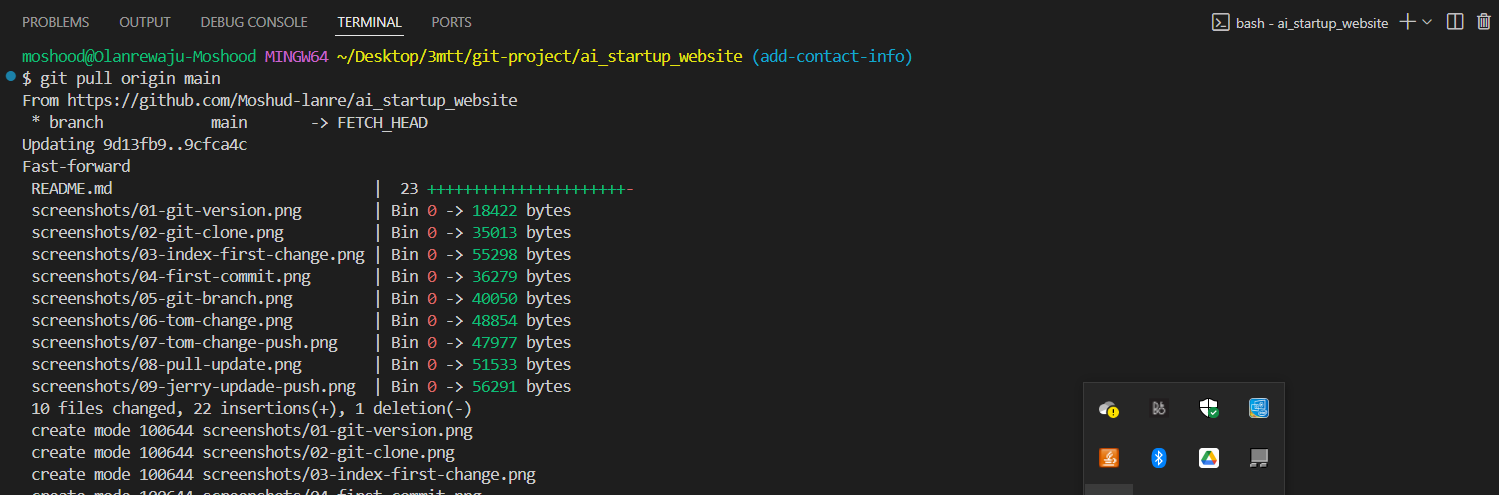 PROBLEMS OUTPUT DEBUG CONSOLE TERMINAL PORTS bash - ai_startup_website
moshood@Olanrewaju-Moshood MINGW64 ~/Desktop/3mtt/git-project/ai_startup_website (add-contact-info)
$ git pull origin main
From https://github.com/Moshud-lanre/ai_startup_website
 * branch            main       -> FETCH_HEAD
Updating 9d13fb9..9cfca4c
Fast-forward
 README.md                             |  23 ++++++++++++++++++++++-
 screenshots/01-git-version.png        | Bin 0 -> 18422 bytes
 screenshots/02-git-clone.png          | Bin 0 -> 35013 bytes
 screenshots/03-index-first-change.png | Bin 0 -> 55298 bytes
 screenshots/04-first-commit.png       | Bin 0 -> 36279 bytes
 screenshots/05-git-branch.png         | Bin 0 -> 40050 bytes
 screenshots/06-tom-change.png         | Bin 0 -> 48854 bytes
 screenshots/07-tom-change-push.png    | Bin 0 -> 47977 bytes
 screenshots/08-pull-update.png        | Bin 0 -> 51533 bytes
 screenshots/09-jerry-updade-push.png  | Bin 0 -> 56291 bytes
 10 files changed, 22 insertions(+), 1 deletion(-)
 create mode 100644 screenshots/01-git-version.png
 create mode 100644 screenshots/02-git-clone.png
 create mode 100644 screenshots/03-index-first-change.png
 create mode 100644 screenshots/04-first-commit.png